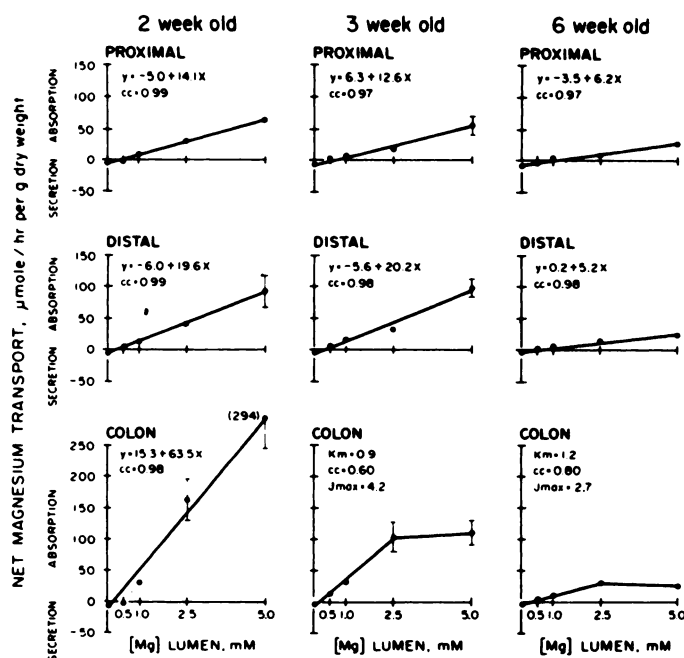 2 week old
3 week old
6 week old
NET MAGNESIUM TRANSPORT, µmole/hr per g dry weight
SECRETION ABSORPTION
PROXIMAL
150
100
50
0
-50
y=-5.0+14.1X
cc=0.99
PROXIMAL
y=6.3+12.6X
cc=0.97
PROXIMAL
y=-3.5+6.2X
cc=0.97
SECRETION ABSORPTION
DISTAL
150
100
50
0
-50
y=-6.0+19.6X
cc=0.99
DISTAL
y=-5.6+20.2X
cc=0.98
DISTAL
y=0.2+5.2X
cc=0.98
SECRETION ABSORPTION
COLON
250
200
150
100
50
0
-50
y=15.3+63.5X
cc=0.98
(294)
0.5 1.0 2.5 5.0
[Mg] LUMEN, mM
COLON
Km=0.9
cc=0.60
Jmax=4.2
0.5 1.0 2.5 5.0
[Mg] LUMEN, mM
COLON
Km=1.2
cc=0.80
Jmax=2.7
0.5 1.0 2.5 5.0
[Mg] LUMEN, mM